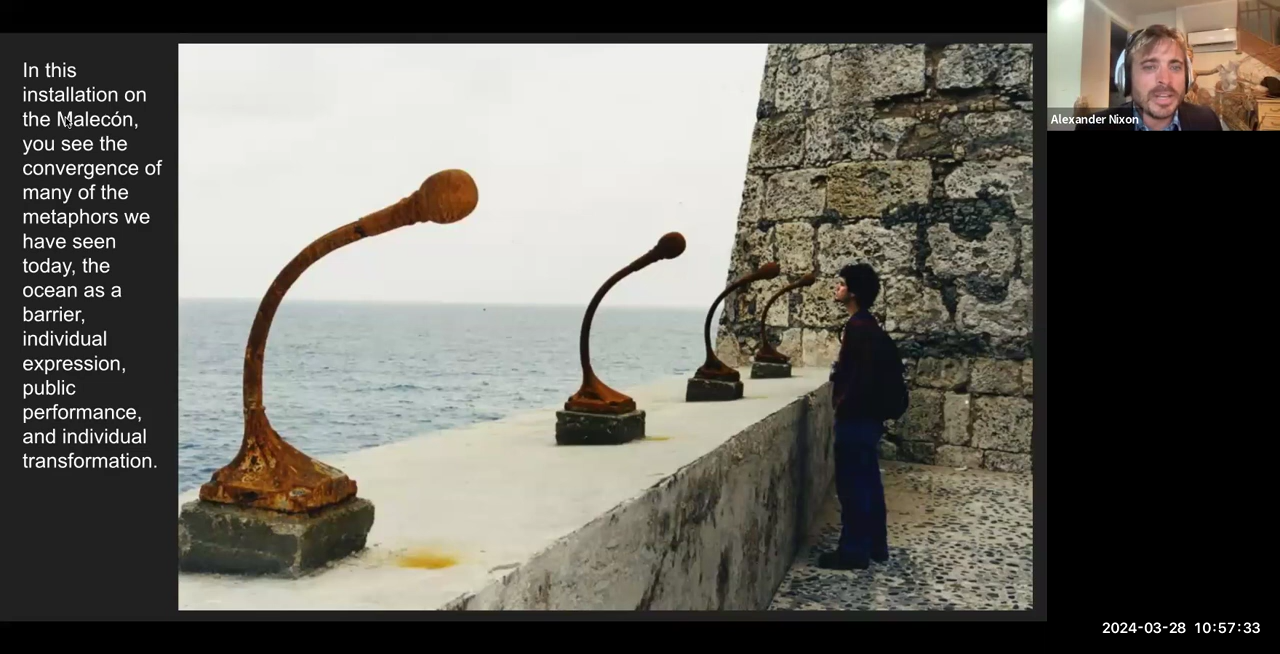 In this
installation on
the Malecón,
you see the
convergence of
many of the
metaphors we
have seen
today, the
ocean as a
barrier,
individual
expression,
public
performance,
and individual
transformation.
Alexander Nixon
2024-03-28 10:57:33